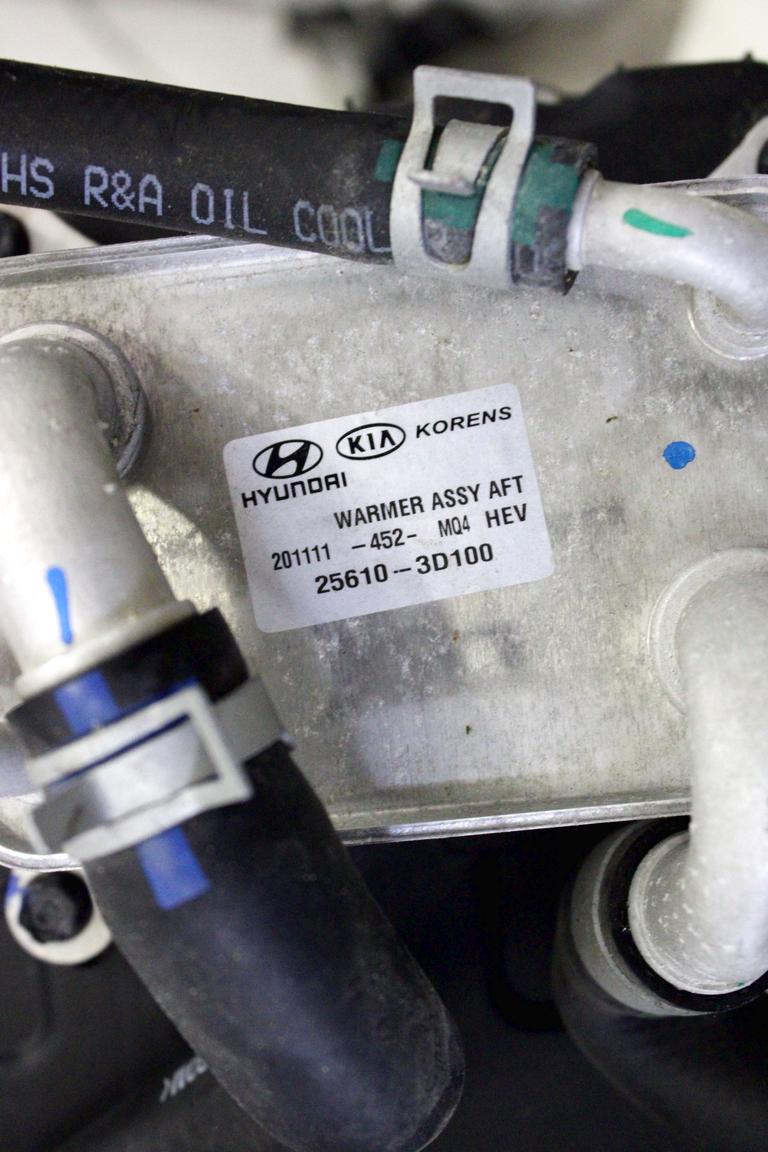 HS R&A OIL COOL
HYUNDAI KIA KORENS
WARMER ASSY AFT
201111 -452- MQ4 HEV
25610--3D100